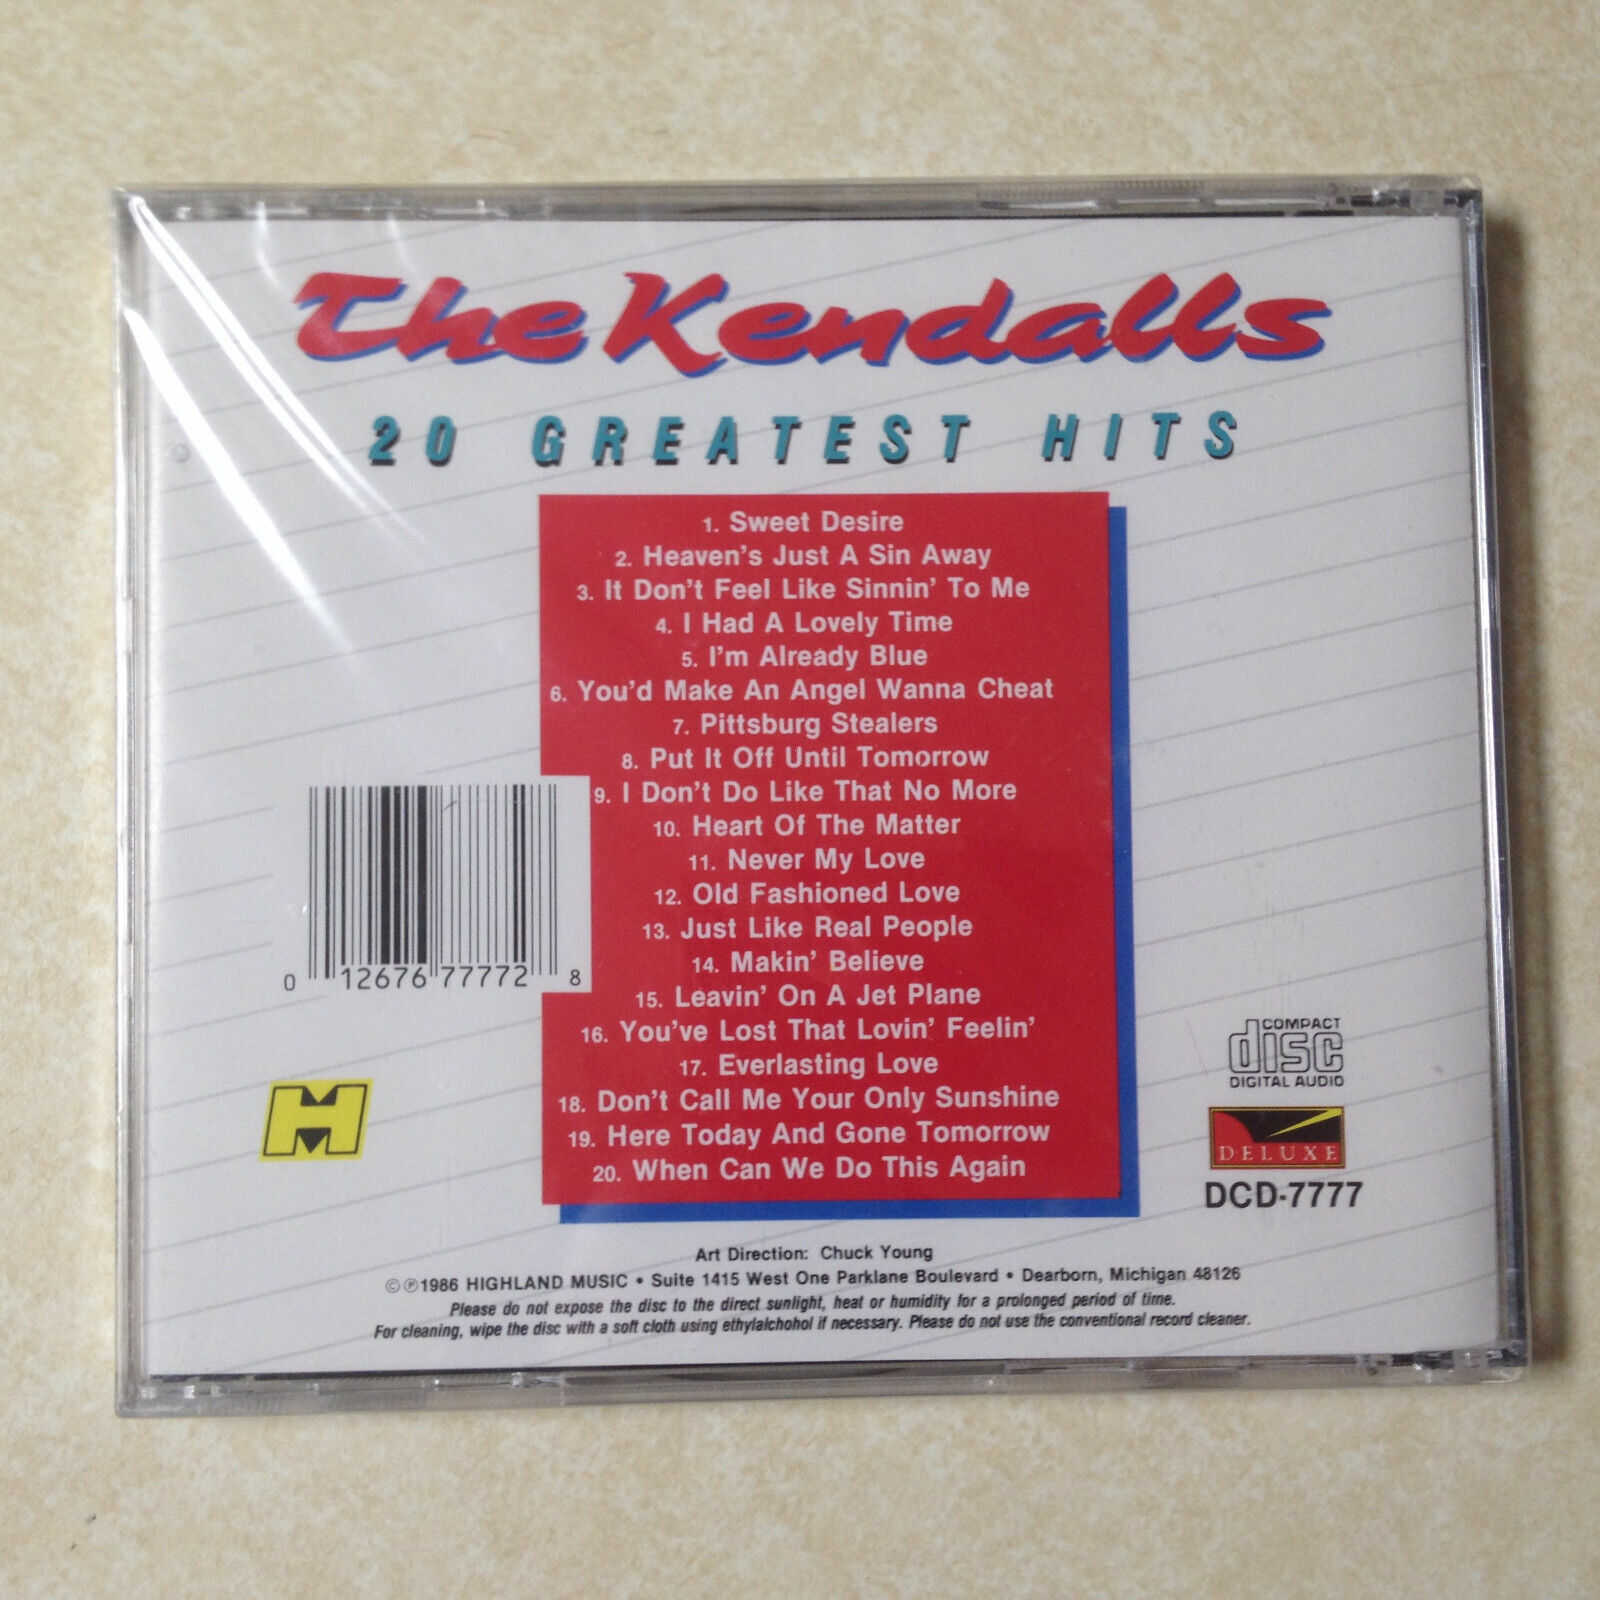 The Kendalls
20 GREATEST HITS
1. Sweet Desire
2. Heaven's Just A Sin Away
3. It Don't Feel Like Sinnin' To Me
4. I Had A Lovely Time
5. I'm Already Blue
6. You'd Make An Angel Wanna Cheat
7. Pittsburg Stealers
8. Put It Off Until Tomorrow
9. I Don't Do Like That No More
10. Heart Of The Matter
11. Never My Love
12. Old Fashioned Love
13. Just Like Real People
14. Makin' Believe
15. Leavin' On A Jet Plane
16. You've Lost That Lovin' Feelin'
17. Everlasting Love
18. Don't Call Me Your Only Sunshine
19. Here Today And Gone Tomorrow
20. When Can We Do This Again
0 12676 77772 8
H
COMPACT
disc
DIGITAL AUDIO
DELUXE
DCD-7777
Art Direction: Chuck Young
©℗1986 HIGHLAND MUSIC • Suite 1415 West One Parklane Boulevard • Dearborn, Michigan 48126
Please do not expose the disc to the direct sunlight, heat or humidity for a prolonged period of time.
For cleaning, wipe the disc with a soft cloth using ethylalchohol if necessary. Please do not use the conventional record cleaner.